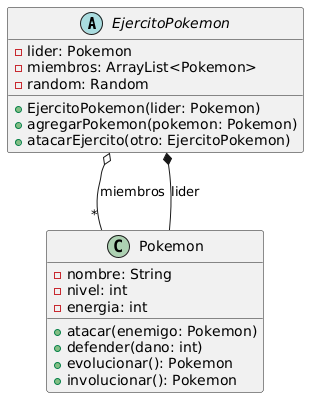 A EjercitoPokemon
lider: Pokemon
miembros: ArrayList<Pokemon>
random: Random
EjercitoPokemon(lider: Pokemon)
agregarPokemon(pokemon: Pokemon)
atacarEjercito(otro: EjercitoPokemon)
miembros lider
*
C Pokemon
nombre: String
nivel: int
energia: int
atacar(enemigo: Pokemon)
defender(dano: int)
evolucionar(): Pokemon
involucionar(): Pokemon